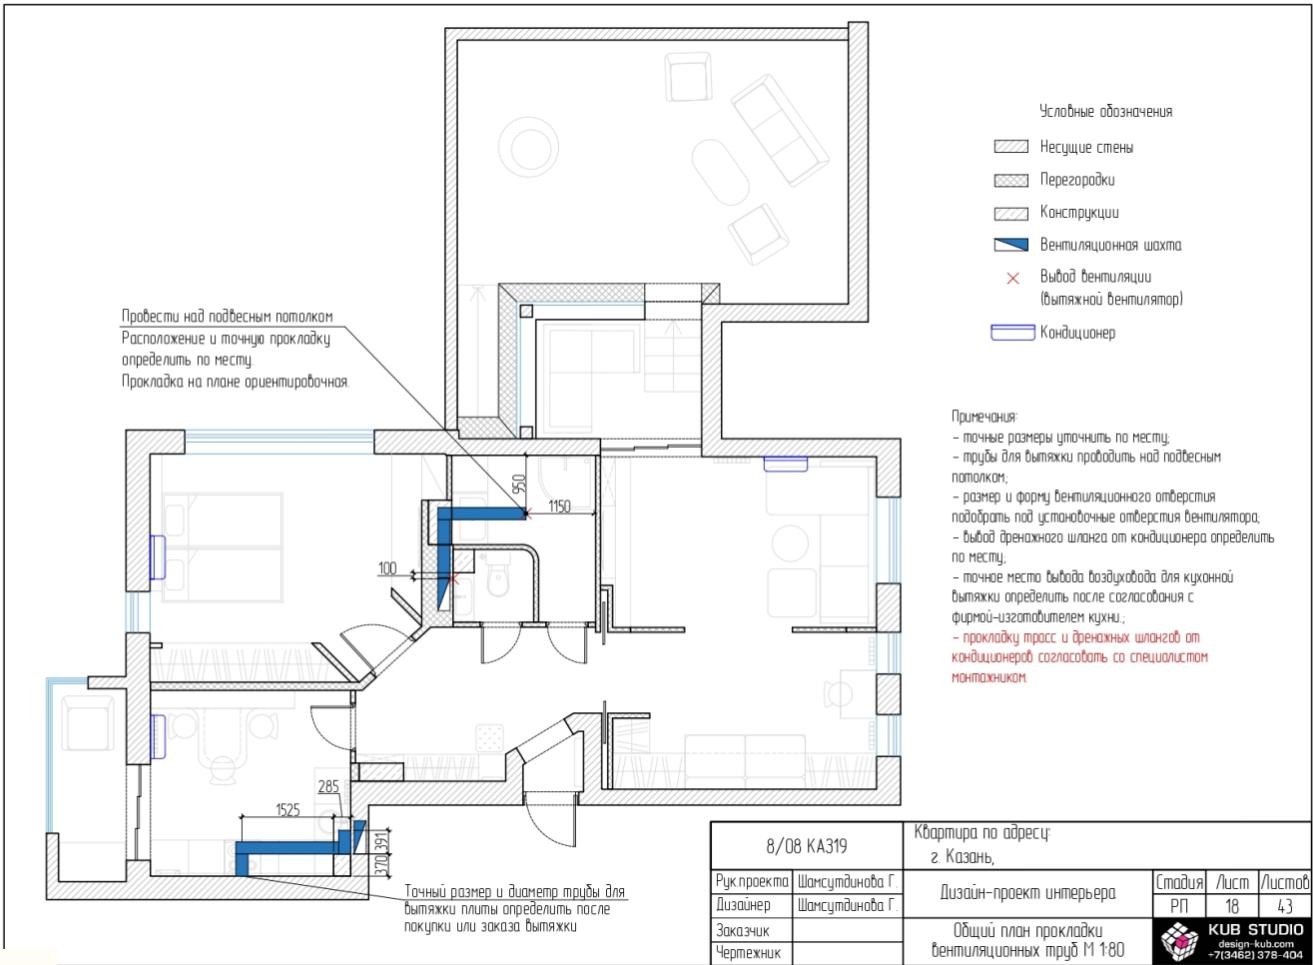 Условные обозначения
Несущие стены
Перегородки
Конструкции
Вентиляционная шахта
Вывод вентиляции
(вытяжной вентилятор)
Кондиционер
Провести над подвесным потолком
Расположение и точную прокладку
определить по месту.
Прокладка на плане ориентировочная.
950
1150
100
285
1525
391
370
Точный размер и диаметр трубы для
вытяжки плиты определить после
покупки или заказа вытяжки
Примечания:
- точные размеры уточнить по месту;
- трубы для вытяжки проводить над подвесным
потолком;
- размер и форму вентиляционного отверстия
подобрать под установочные отверстия вентилятора;
- вывод дренажного шланга от кондиционера определить
по месту;
- точное место вывода воздуховода для кухонной
вытяжки определить после согласования с
фирмой-изготовителем кухни.;
- прокладку трасс и дренажных шлангов от
кондиционеров согласовать со специалистом
монтажником.
8/08 КАЗ19
Квартира по адресу:
г. Казань,
Рук.проекта Шамсутдинова Г.
Дизайнер Шамсутдинова Г.
Заказчик
Чертежник
Дизайн-проект интерьера
Стадия Лист Листов
РП 18 43
Общий план прокладки
вентиляционных труб М 1:80
KUB STUDIO
design-kub.com
+7(3462) 378-404